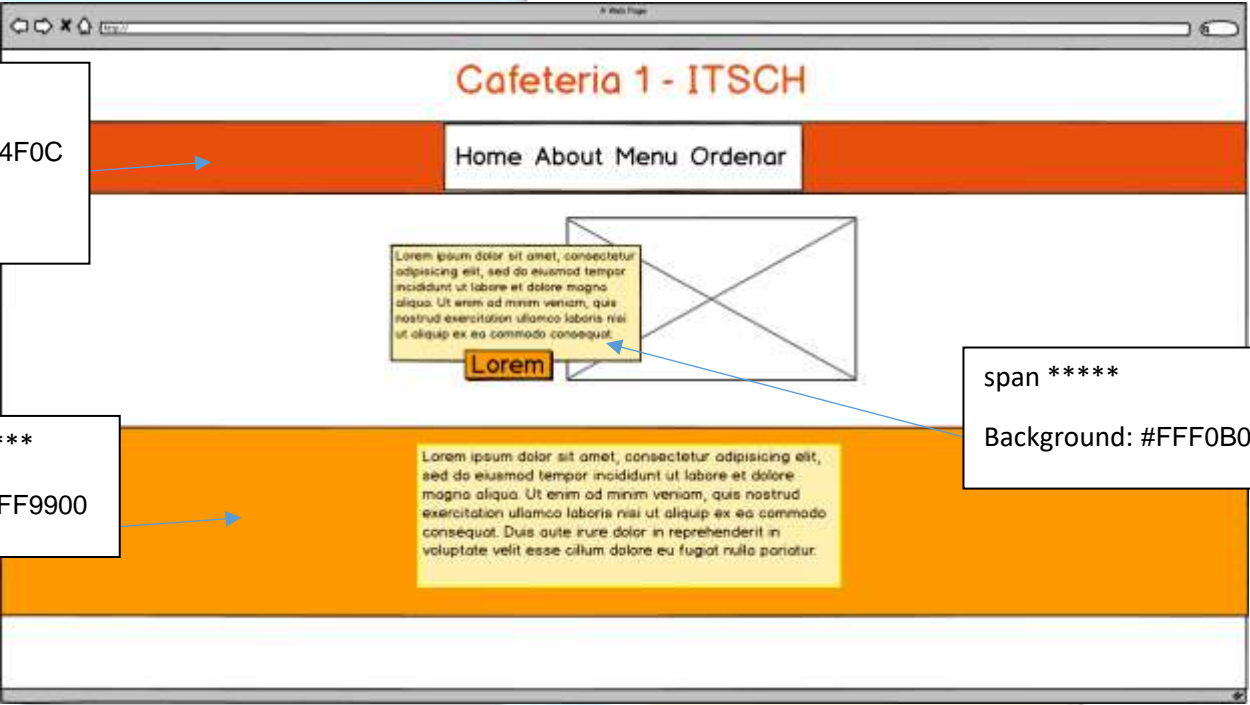 A Web Page
http://
Cafeteria 1 - ITSCH
4F0C
Home About Menu Ordenar
Lorem ipsum dolor sit amet, consectetur
adipisicing elit, sed do eiusmod tempor
incididunt ut labore et dolore magna
aliqua. Ut enim ad minim veniam, quis
nostrud exercitation ullamco laboris nisi
ut aliquip ex ea commodo consequat.
Lorem
span *****
Background: #FFF0B0
***
FF9900
Lorem ipsum dolor sit amet, consectetur adipisicing elit,
sed do eiusmod tempor incididunt ut labore et dolore
magna aliqua. Ut enim ad minim veniam, quis nostrud
exercitation ullamco laboris nisi ut aliquip ex ea commodo
consequat. Duis aute irure dolor in reprehenderit in
voluptate velit esse cillum dolore eu fugiat nulla pariatur.